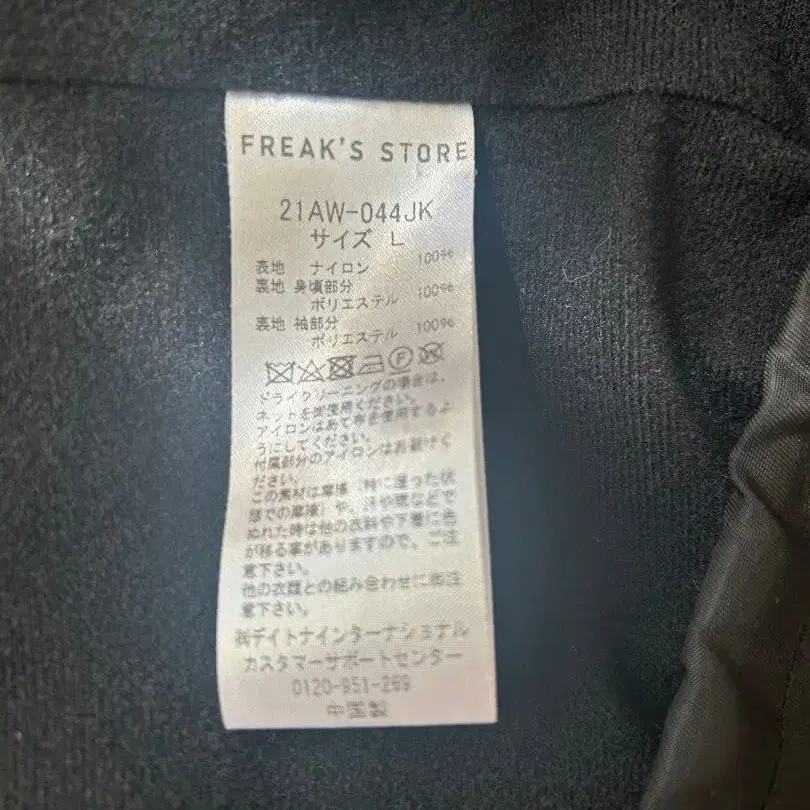 FREAK'S STORE
21AW-044JK
サイズ L
表地 ナイロン 100%
裏地 身頃部分
ポリエステル 100%
裏地 袖部分
ポリエステル 100%
F
ドライクリーニングの場合は、
ネットを御使用ください。
アイロンはあて布を使用するよ
うにしてください。
付属部分のアイロンはお避けく
ださい。
この素材は摩擦（特に湿った状
態での摩擦）や、汗や雨などで
ぬれた時は他の衣料や下着に色
が移る事がありますので、ご注
意下さい。
他の衣類との組み合わせに御注
意下さい。
㈱デイトナインターナショナル
カスタマーサポートセンター
0120-951-269
中国製